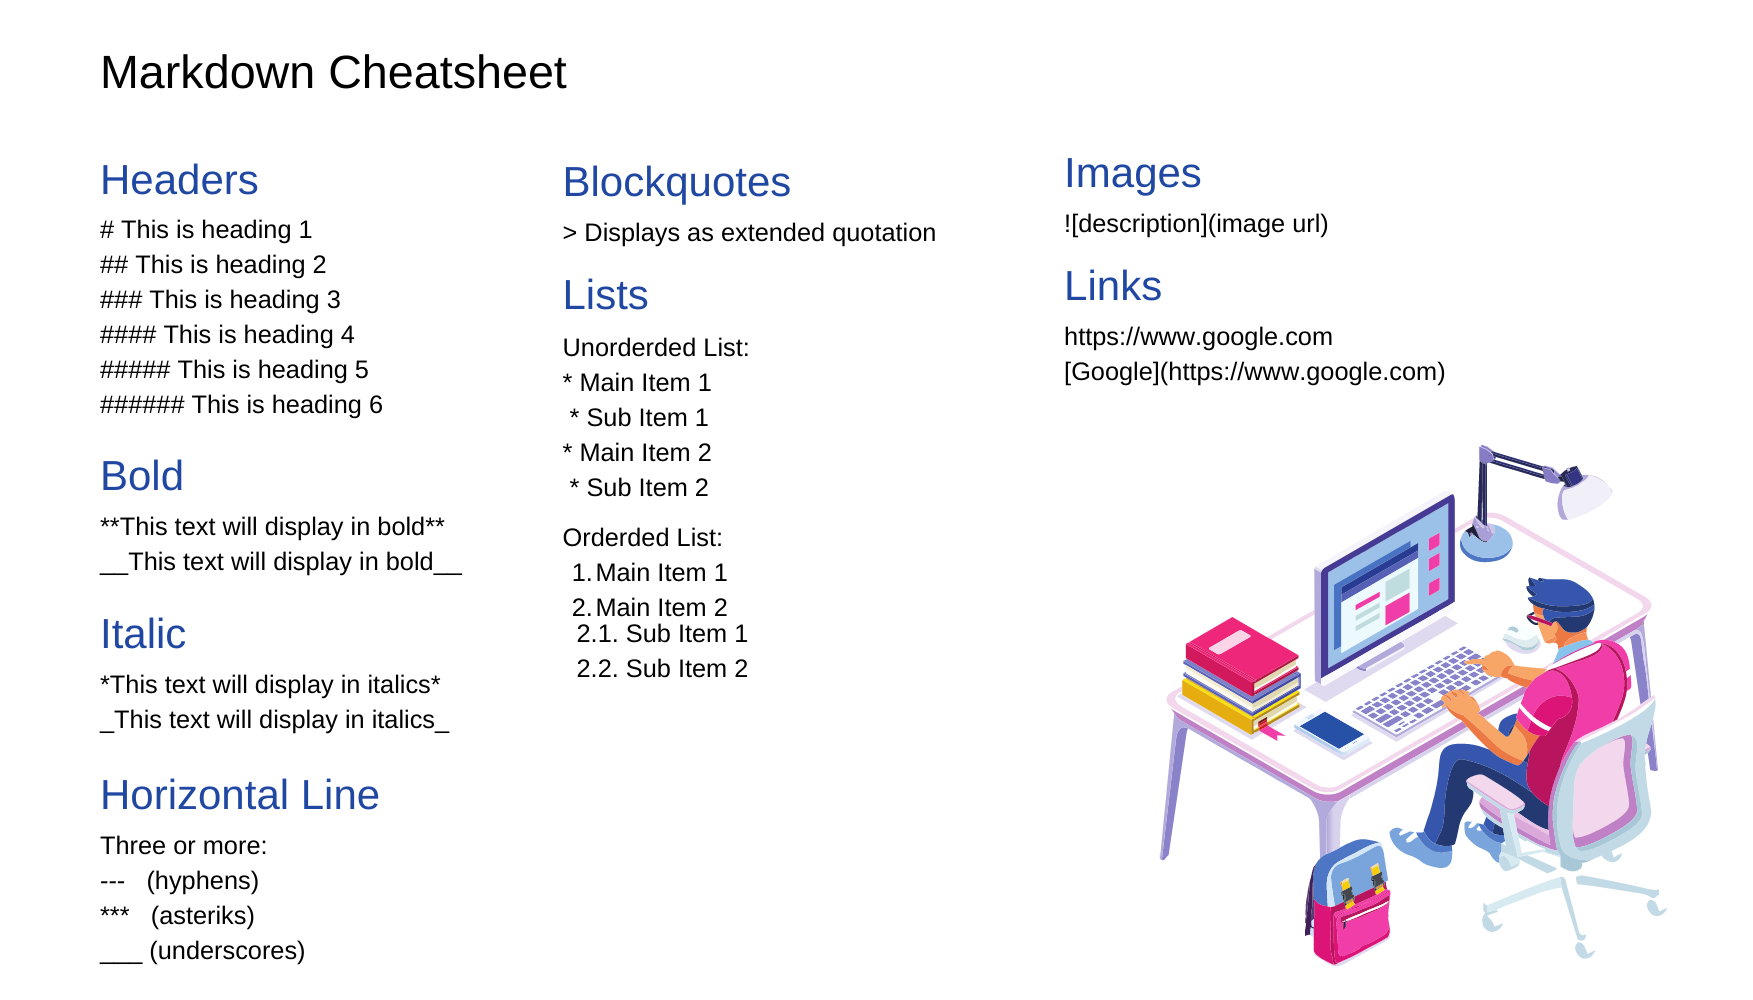 Markdown Cheatsheet
Headers
# This is heading 1
## This is heading 2
### This is heading 3
#### This is heading 4
##### This is heading 5
###### This is heading 6
Bold
**This text will display in bold**
__This text will display in bold__
Italic
*This text will display in italics*
_This text will display in italics_
Horizontal Line
Three or more:
--- (hyphens)
*** (asteriks)
___ (underscores)
Blockquotes
> Displays as extended quotation
Lists
Unorderded List:
* Main Item 1
 * Sub Item 1
* Main Item 2
 * Sub Item 2
Orderded List:
1. Main Item 1
2. Main Item 2
2.1. Sub Item 1
2.2. Sub Item 2
Images
![description](image url)
Links
https://www.google.com
[Google](https://www.google.com)